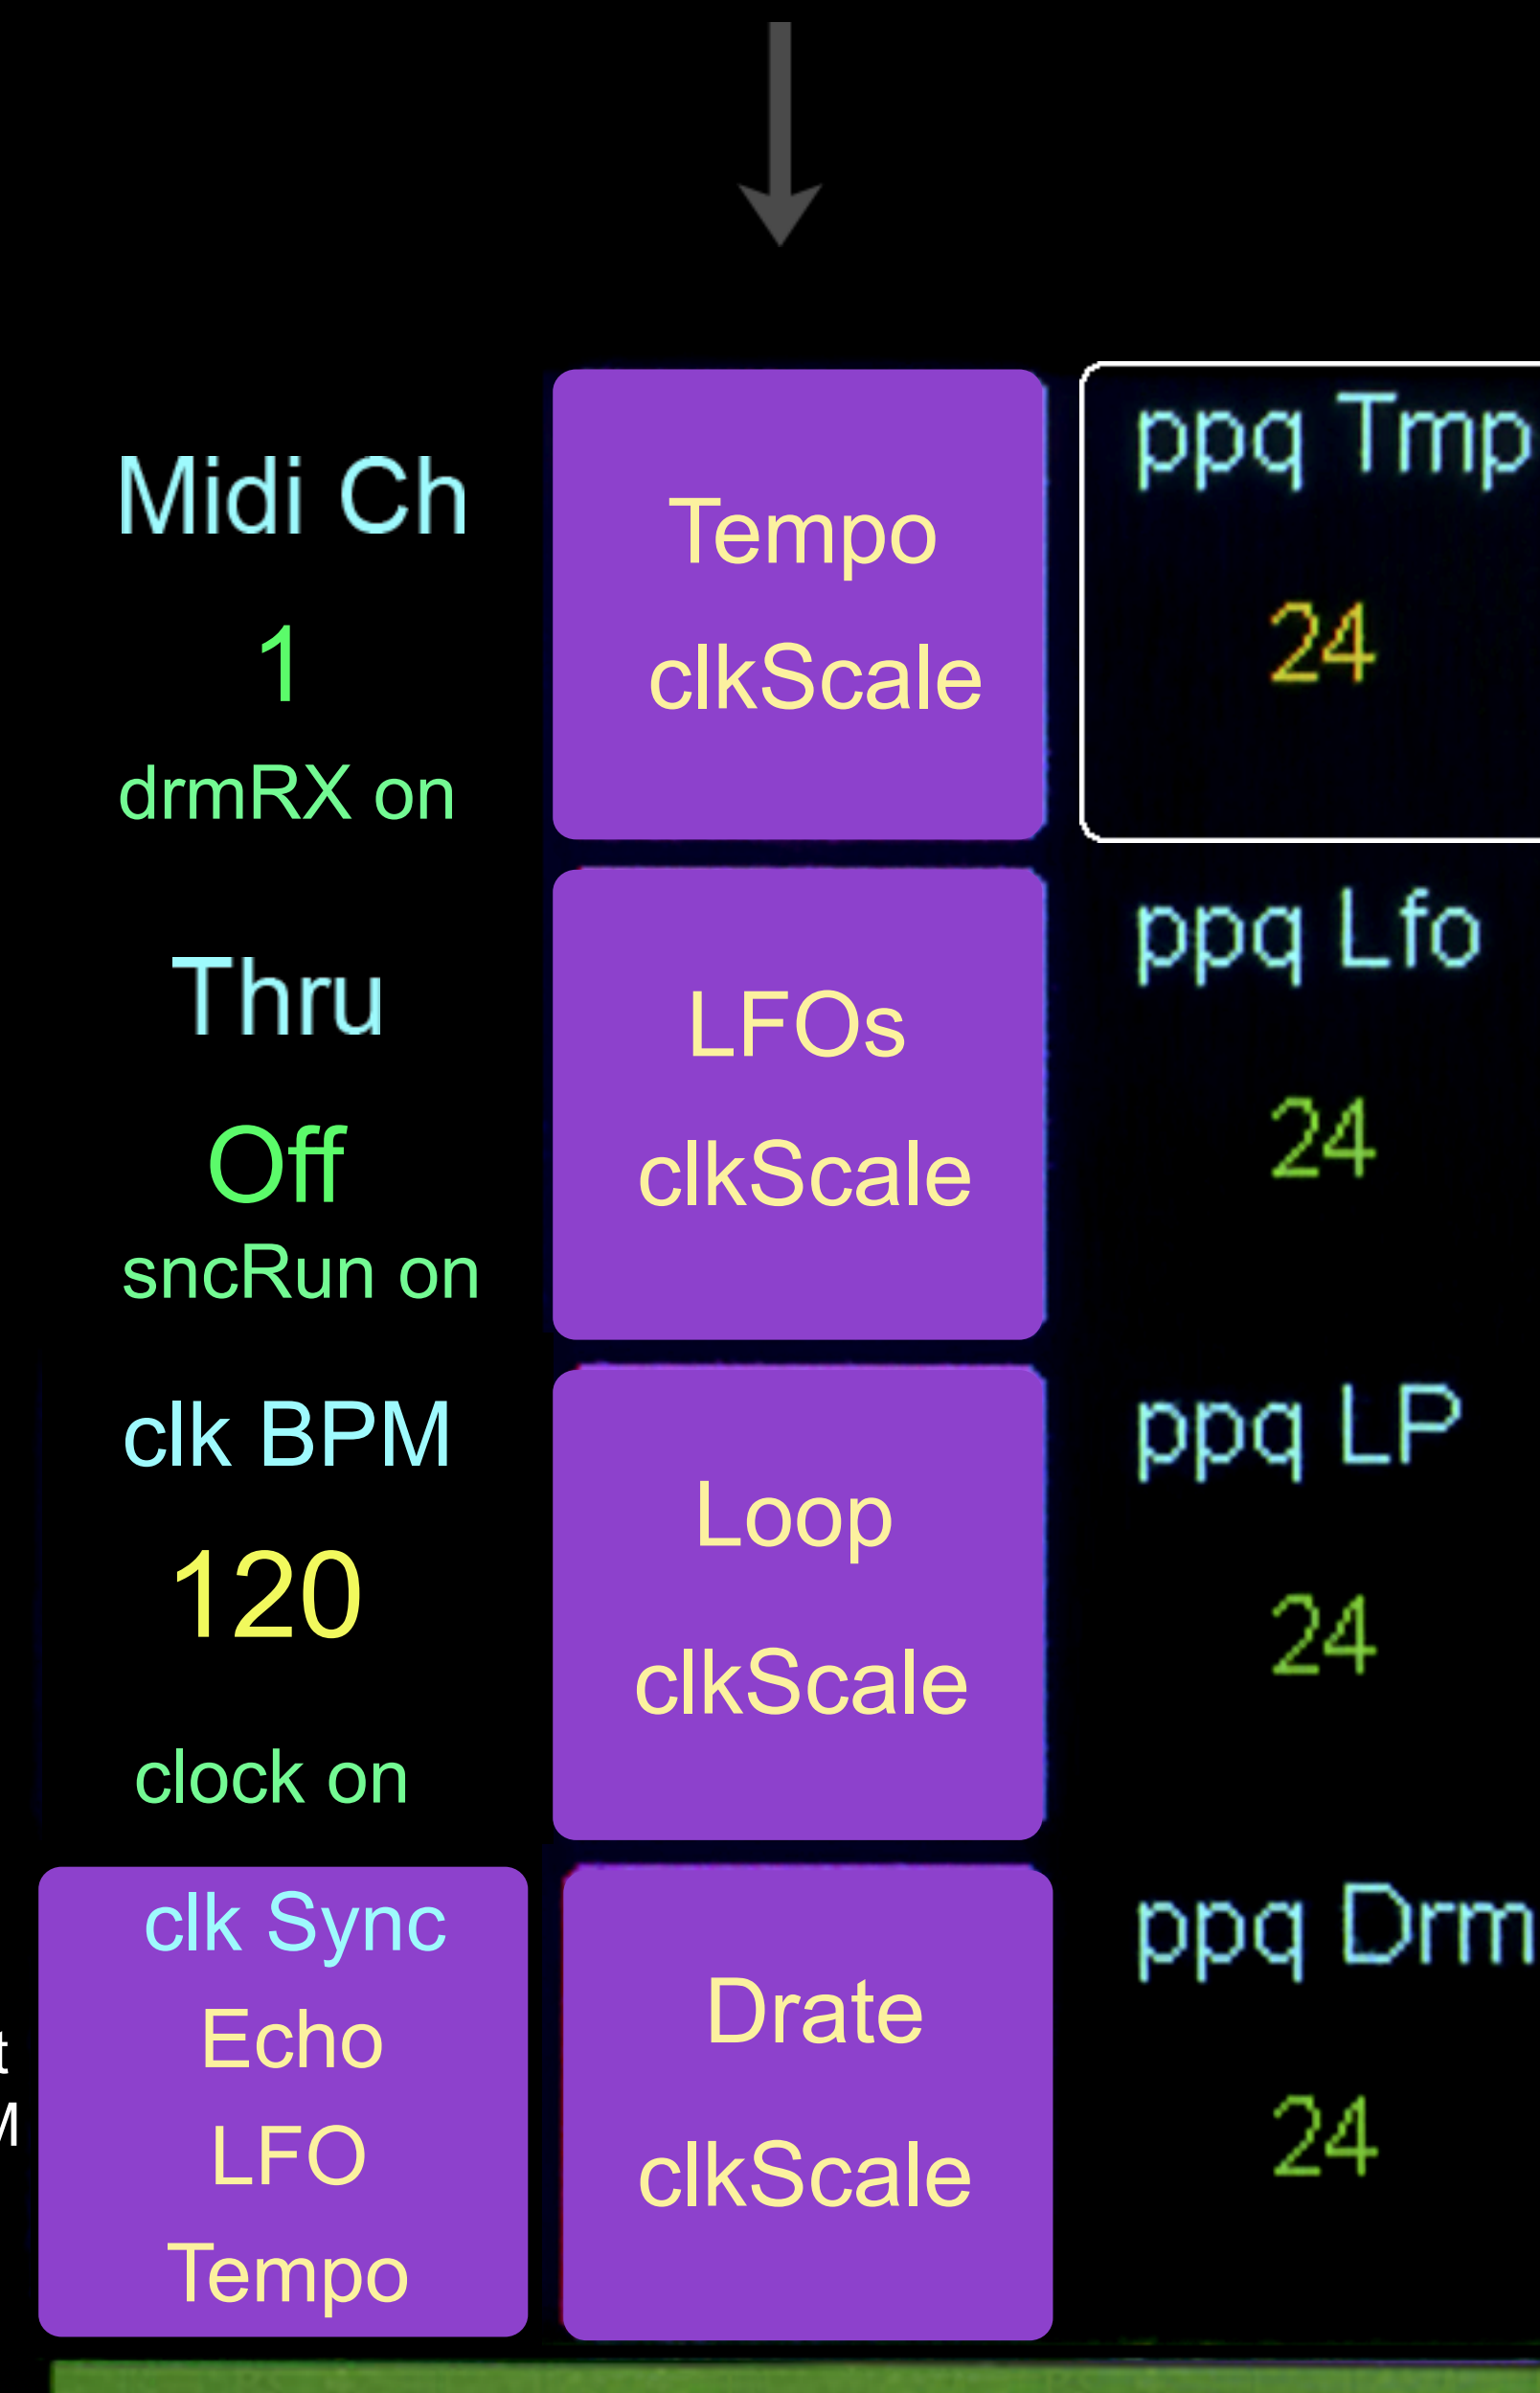 Midi Ch
1
drmRX on
Tempo
clkScale
ppq Tmp
24
Thru
Off
sncRun on
LFOs
clkScale
ppq Lfo
24
clk BPM
120
clock on
Loop
clkScale
ppq LP
24
clk Sync
Echo
LFO
Tempo
Drate
clkScale
ppq Drm
24